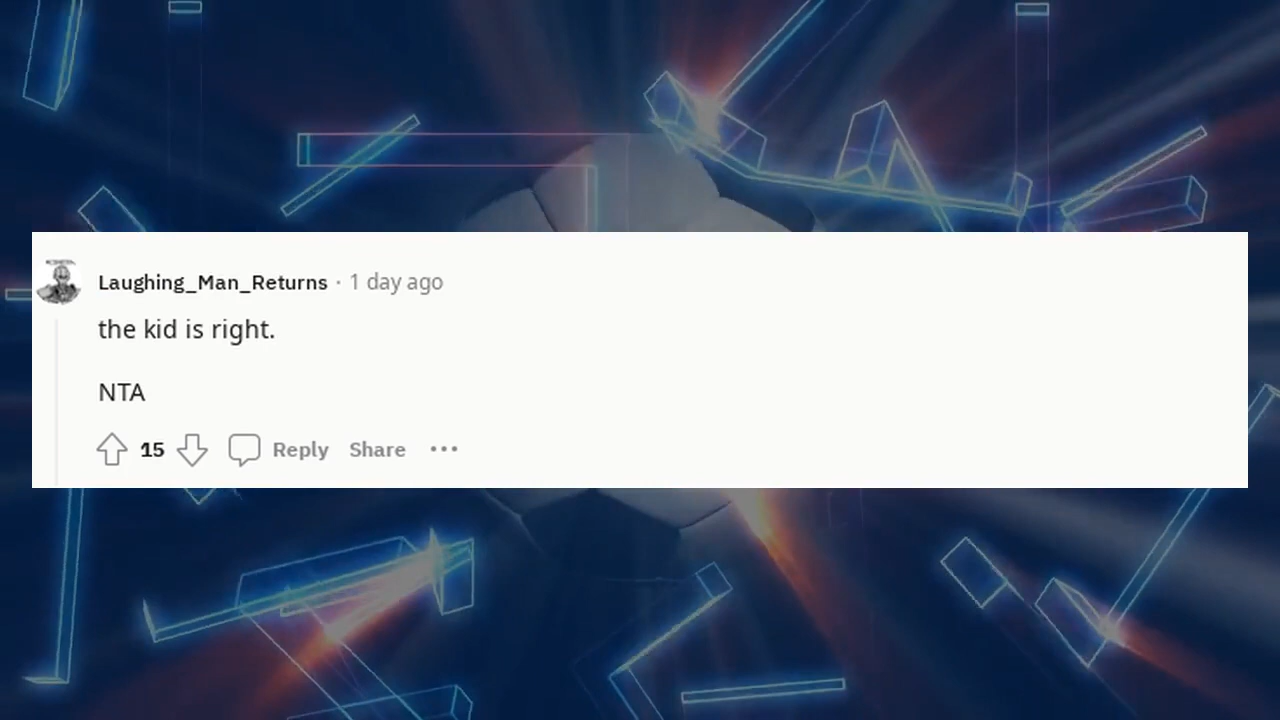 Laughing_Man_Returns · 1 day ago
the kid is right.
NTA
15 Reply Share ...